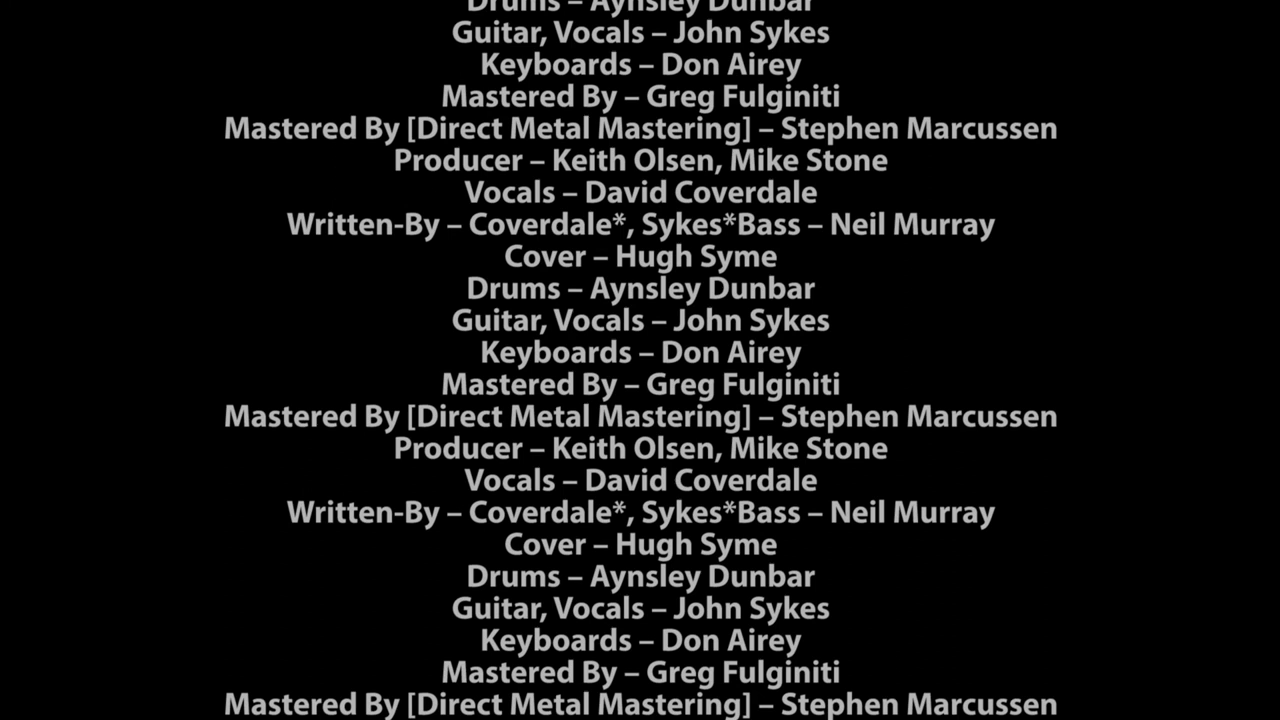 Drums – Aynsley Dunbar
Guitar, Vocals – John Sykes
Keyboards – Don Airey
Mastered By – Greg Fulginiti
Mastered By [Direct Metal Mastering] – Stephen Marcussen
Producer – Keith Olsen, Mike Stone
Vocals – David Coverdale
Written-By – Coverdale*, Sykes*Bass – Neil Murray
Cover – Hugh Syme
Drums – Aynsley Dunbar
Guitar, Vocals – John Sykes
Keyboards – Don Airey
Mastered By – Greg Fulginiti
Mastered By [Direct Metal Mastering] – Stephen Marcussen
Producer – Keith Olsen, Mike Stone
Vocals – David Coverdale
Written-By – Coverdale*, Sykes*Bass – Neil Murray
Cover – Hugh Syme
Drums – Aynsley Dunbar
Guitar, Vocals – John Sykes
Keyboards – Don Airey
Mastered By – Greg Fulginiti
Mastered By [Direct Metal Mastering] – Stephen Marcussen